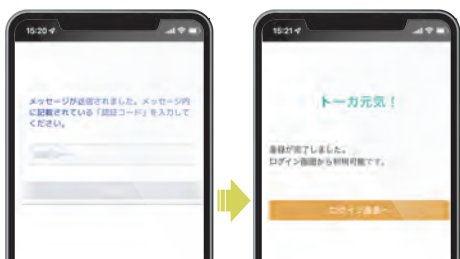 15:20
メッセージが送信されました。メッセージ内
に記載されている「認証コード」を入力して
ください。
15:21
トーカ元気！
登録が完了しました。
ログイン画面から利用可能です。
ログイン画面へ